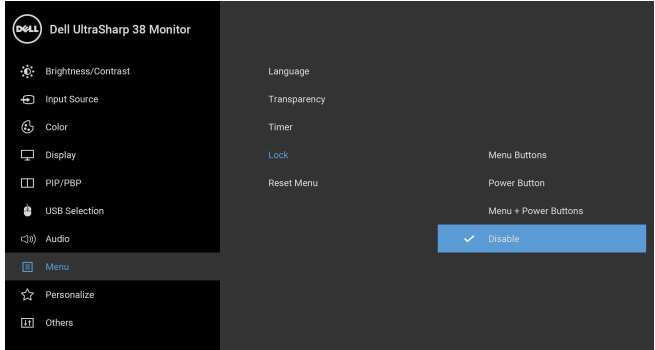 DELL Dell UltraSharp 38 Monitor
Brightness/Contrast
Input Source
Color
Display
PIP/PBP
USB Selection
Audio
Menu
Personalize
Others
Language
Transparency
Timer
Lock
Reset Menu
Menu Buttons
Power Button
Menu + Power Buttons
Disable